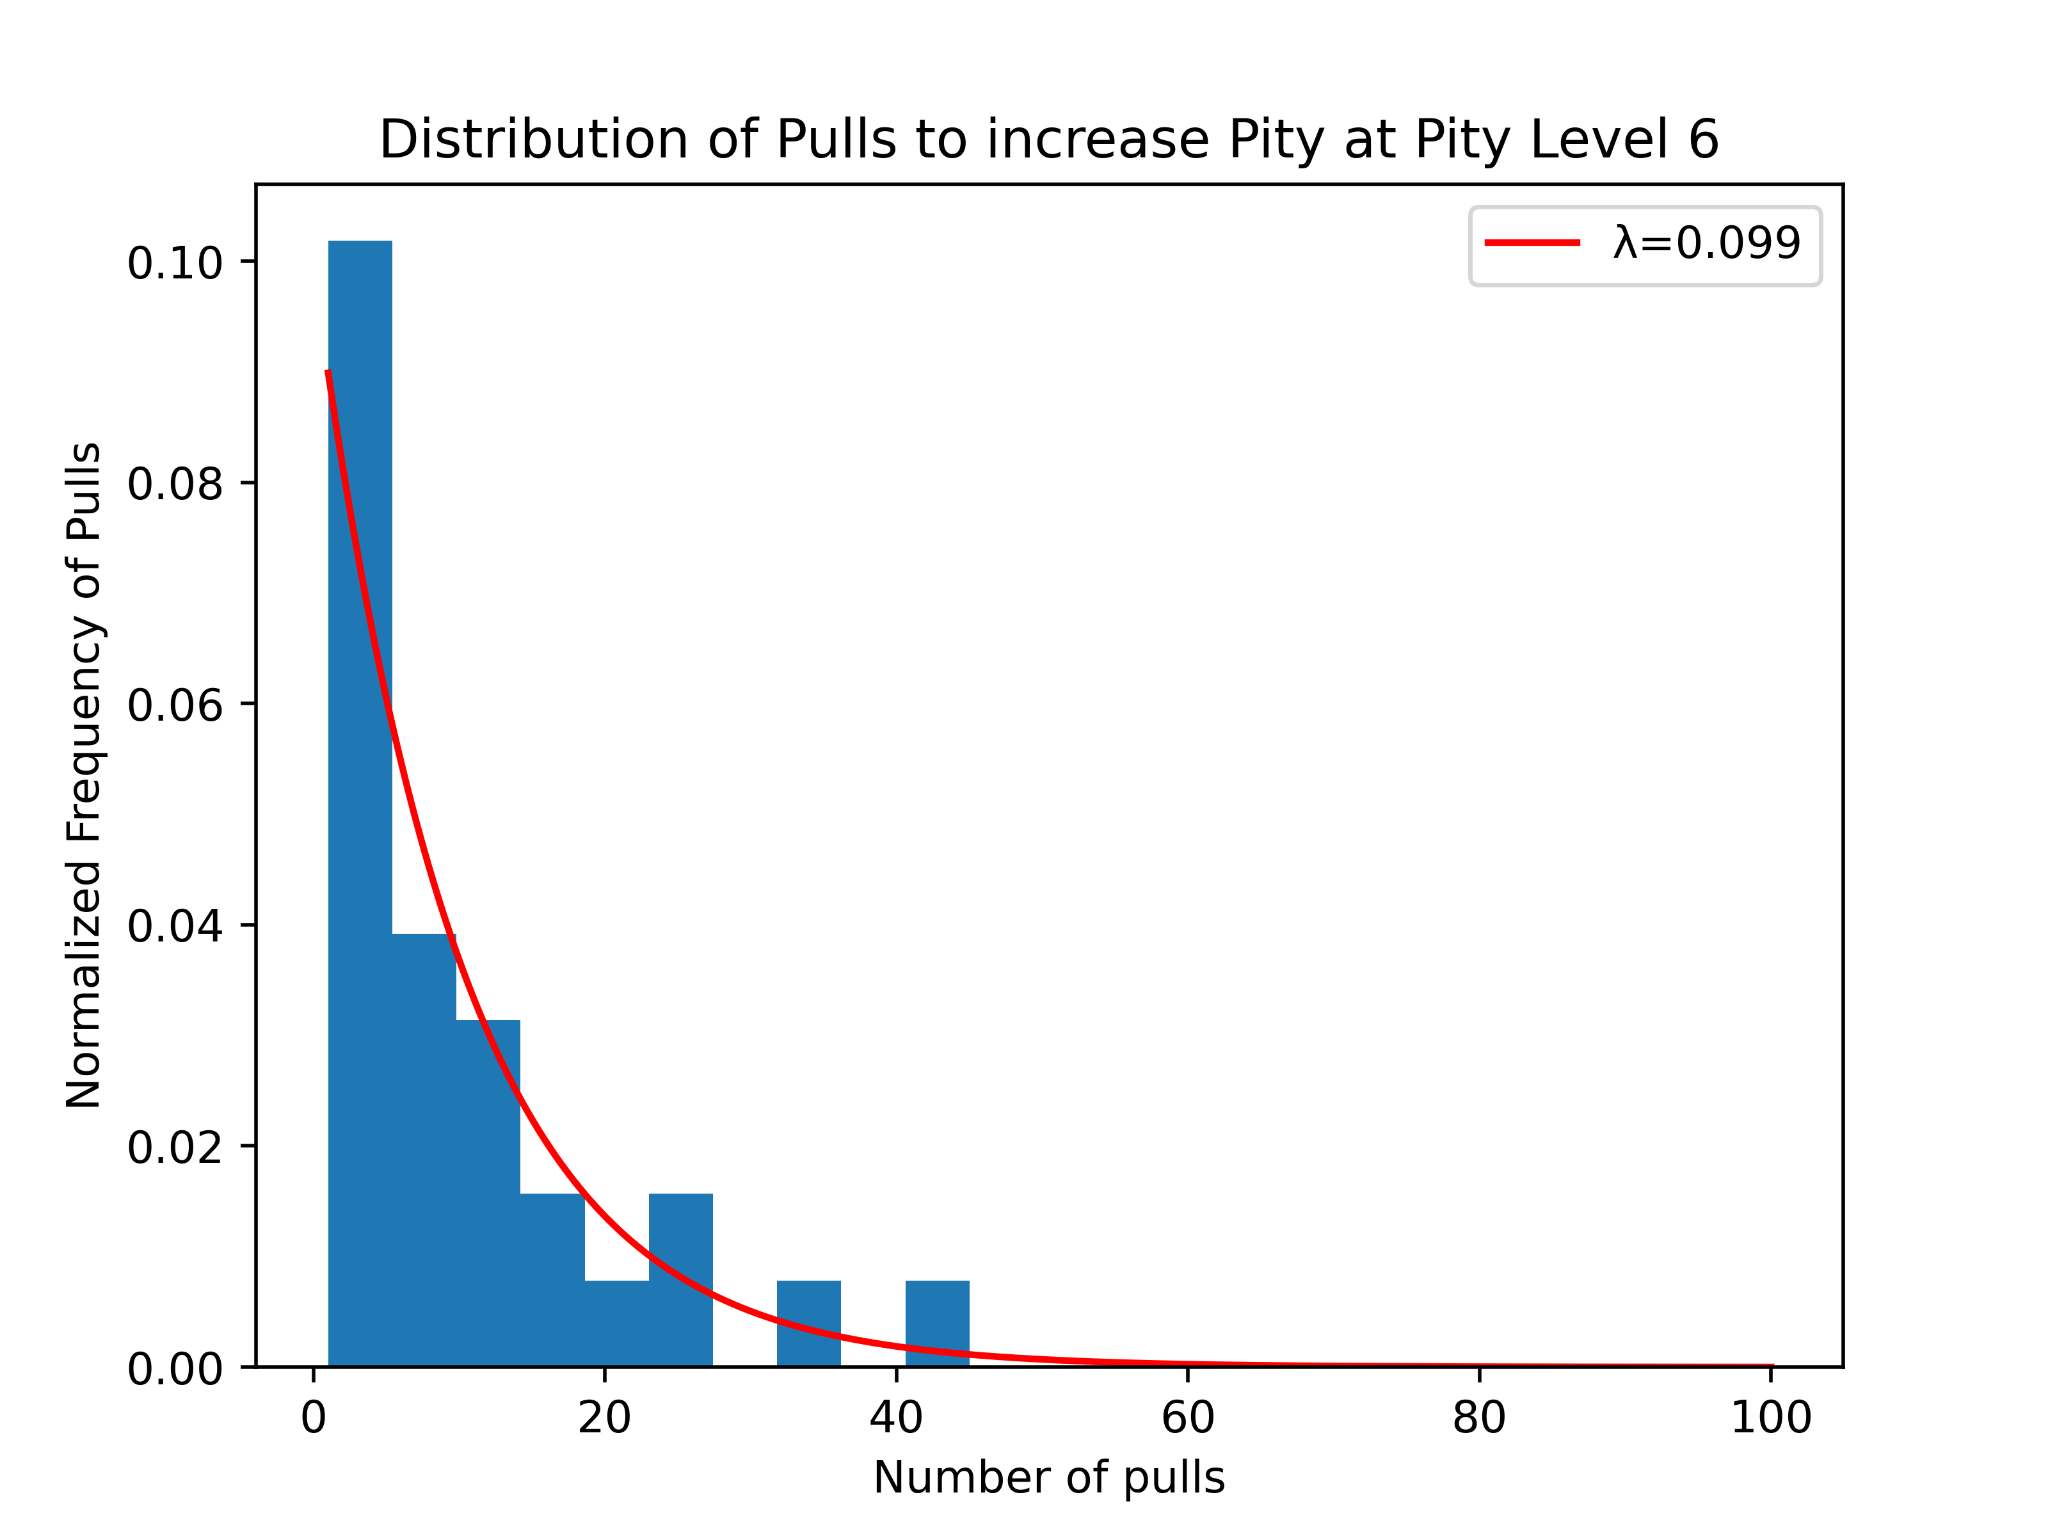 Distribution of Pulls to increase Pity at Pity Level 6
λ=0.099
Normalized Frequency of Pulls
0.10
0.08
0.06
0.04
0.02
0.00
0 20 40 60 80 100
Number of pulls